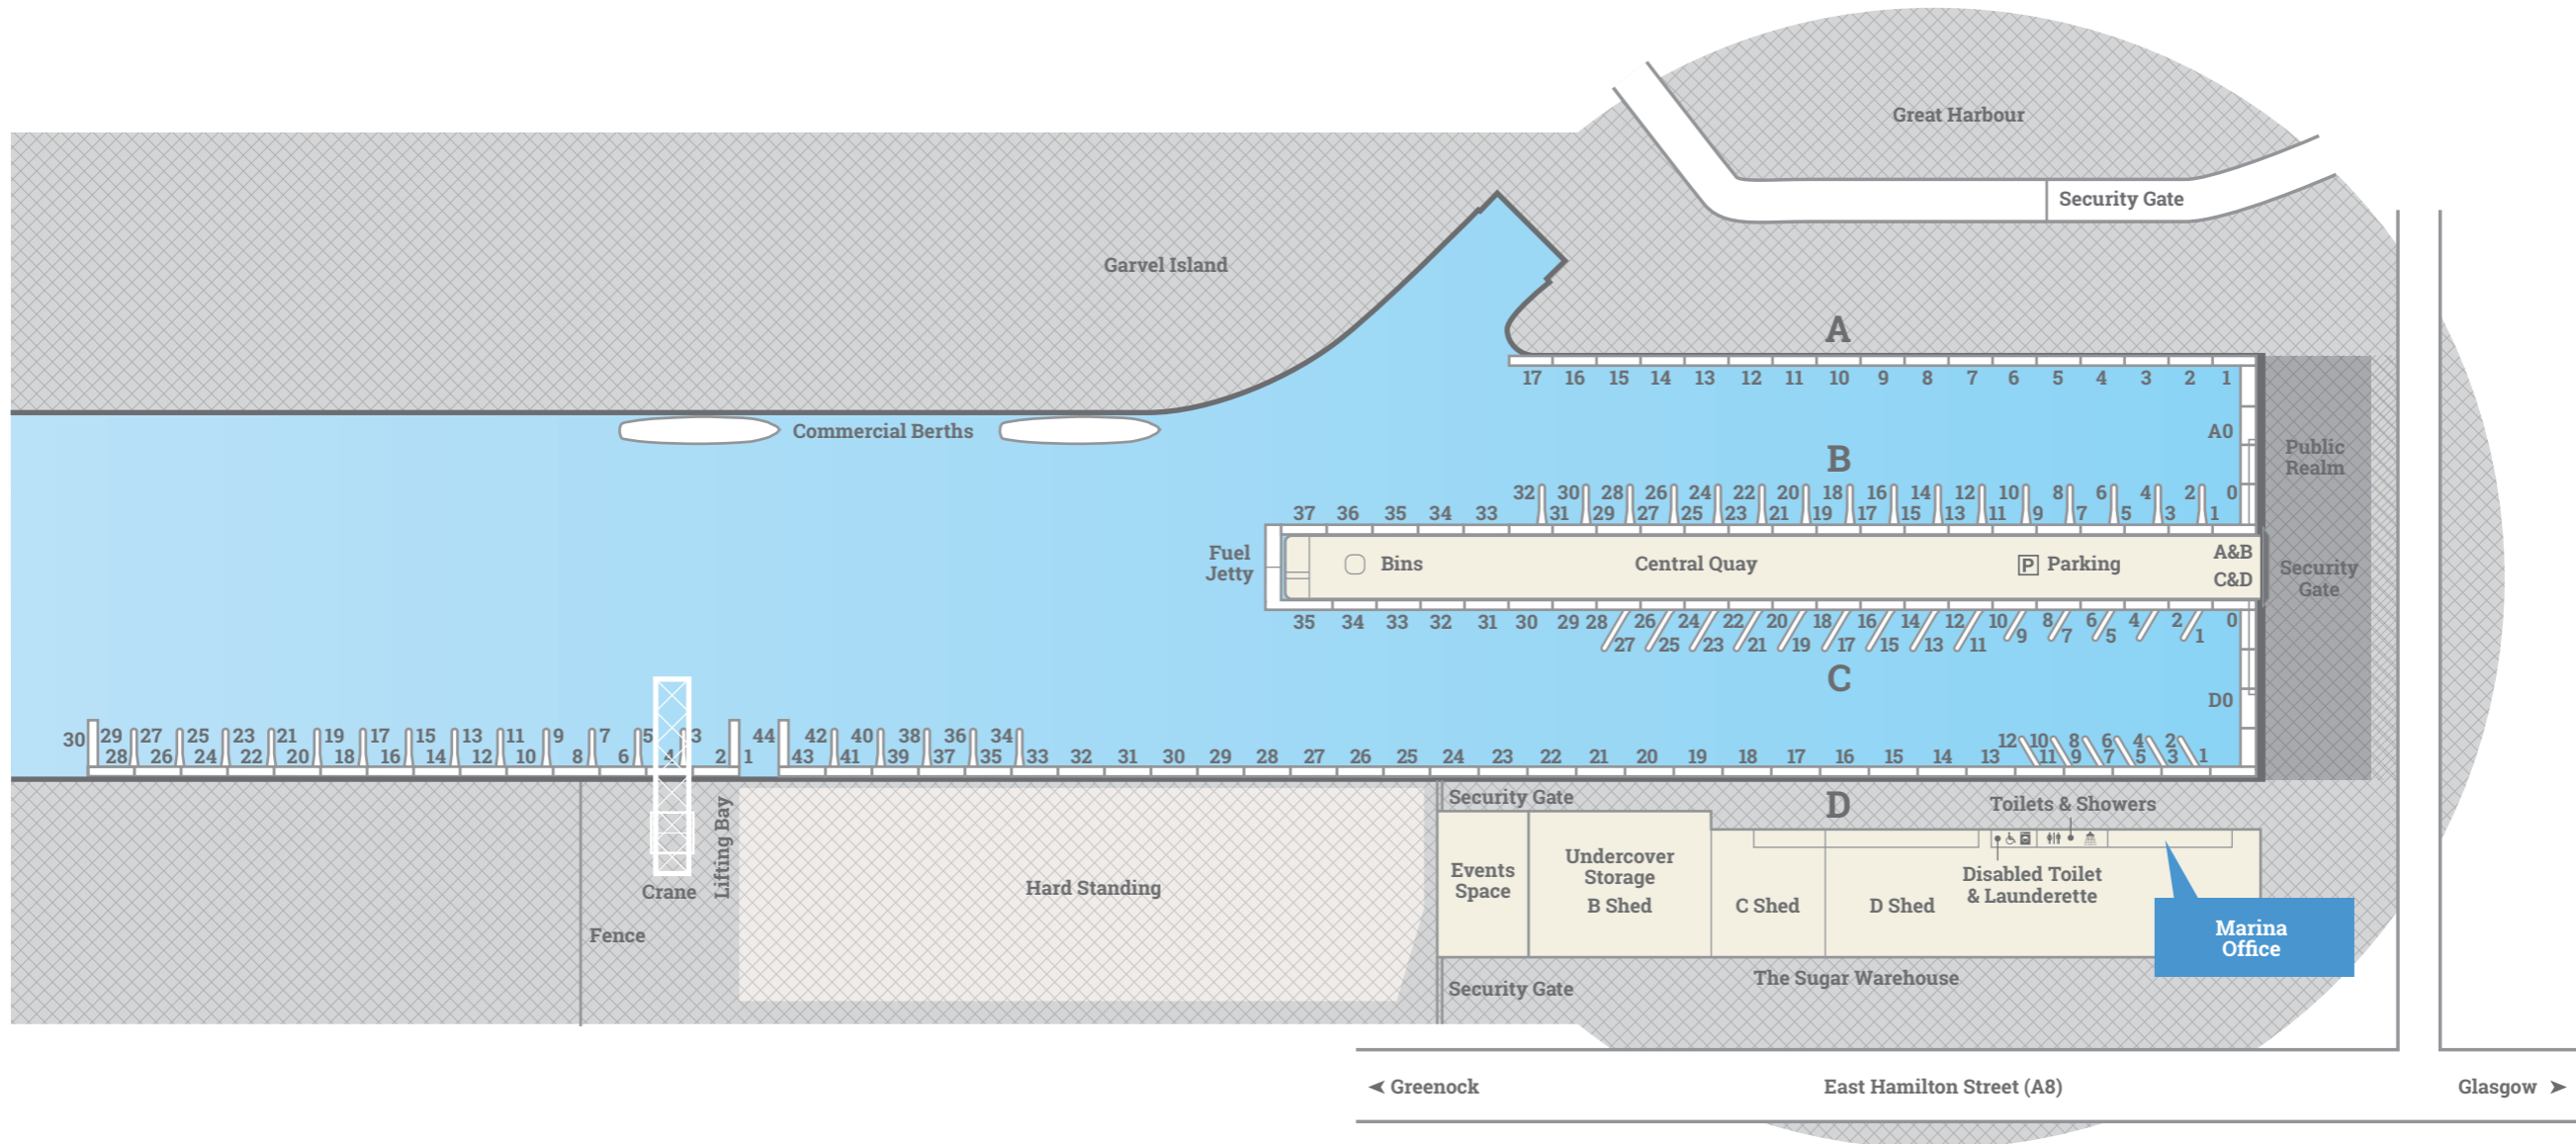 Great Harbour
Security Gate
Garvel Island
A
17 16 15 14 13 12 11 10 9 8 7 6 5 4 3 2 1
Commercial Berths
A0
Public
Realm
B
32 30 28 26 24 22 20 18 16 14 12 10 8 6 4 2 0
37 36 35 34 33 31 29 27 25 23 21 19 17 15 13 11 9 7 5 3 1
Fuel
Jetty
Bins
Central Quay
P Parking
A&B
C&D
Security
Gate
35 34 33 32 31 30 29 28 26 24 22 20 18 16 14 12 10 8 6 4 2 0
27 25 23 21 19 17 15 13 11 9 7 5 1
C
D0
30 29 27 25 23 21 19 17 15 13 11 9 7 5 3 44 42 40 38 36 34 12 10 8 6 4 2
28 26 24 22 20 18 16 14 12 10 8 6 4 2 1 43 41 39 37 35 33 32 31 30 29 28 27 26 25 24 23 22 21 20 19 18 17 16 15 14 13 11 9 7 5 3 1
Security Gate
D
Toilets & Showers
Lifting Bay
Crane
Fence
Hard Standing
Events
Space
Undercover
Storage
B Shed
C Shed
D Shed
Disabled Toilet
& Launderette
Marina
Office
The Sugar Warehouse
Security Gate
Greenock
East Hamilton Street (A8)
Glasgow